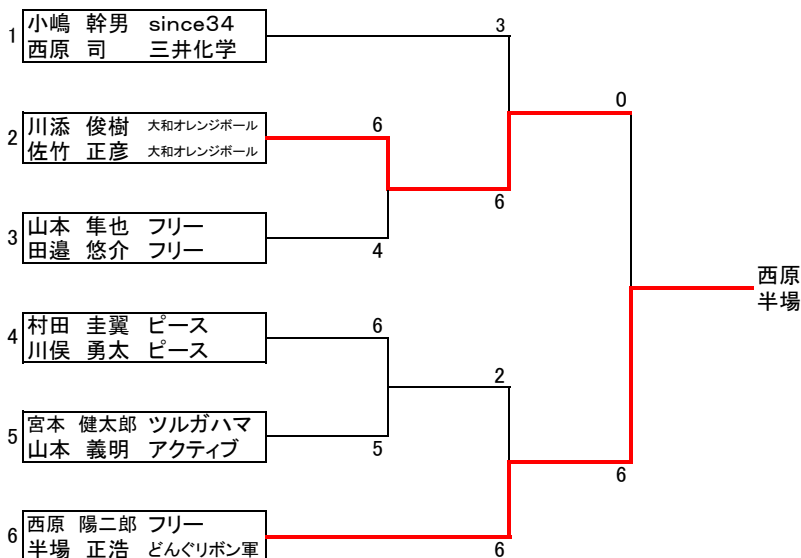 1
小嶋 幹男 since34
西原 司 三井化学
3
0
2
川添 俊樹 大和オレンジボール
佐竹 正彦 大和オレンジボール
6
6
3
山本 隼也 フリー
田邉 悠介 フリー
4
西原
半場
4
村田 圭翼 ピース
川俣 勇太 ピース
6
2
5
宮本 健太郎 ツルガハマ
山本 義明 アクティブ
5
6
6
西原 陽二郎 フリー
半場 正浩 どんぐリボン軍
6